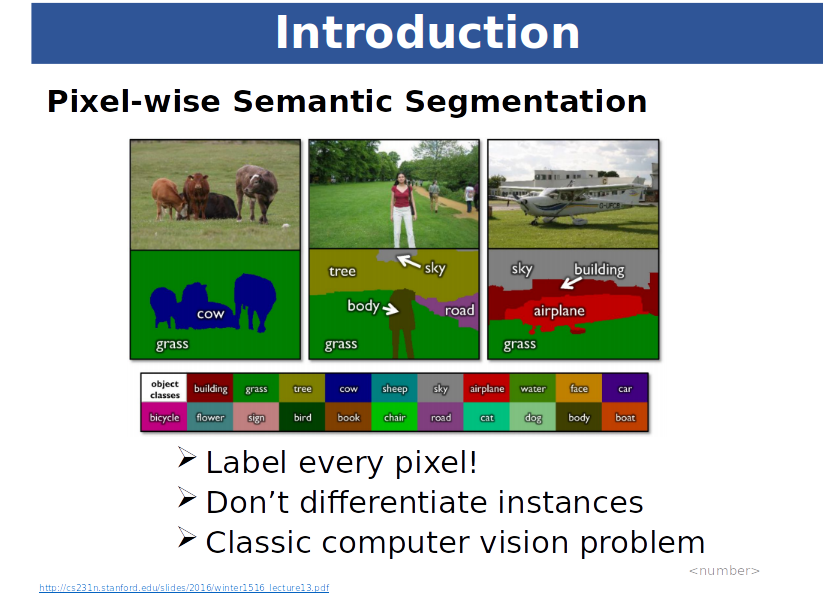 Introduction
Pixel-wise Semantic Segmentation
G-UPCB
tree
sky
body
road
grass
cow
grass
sky
building
airplane
grass
object classes building grass tree cow sheep sky airplane water face car
bicycle flower sign bird book chair road cat dog body boat
➢ Label every pixel!
➢ Don’t differentiate instances
➢ Classic computer vision problem
<number>
http://cs231n.stanford.edu/slides/2016/winter1516_lecture13.pdf